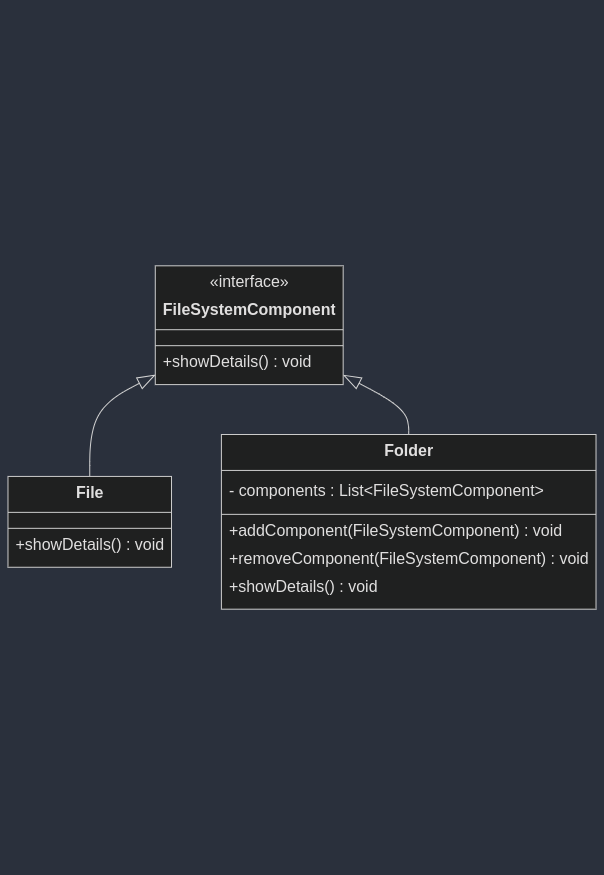 «interface»
FileSystemComponent
+showDetails() : void
File
+showDetails() : void
Folder
- components : List<FileSystemComponent>
+addComponent(FileSystemComponent) : void
+removeComponent(FileSystemComponent) : void
+showDetails() : void